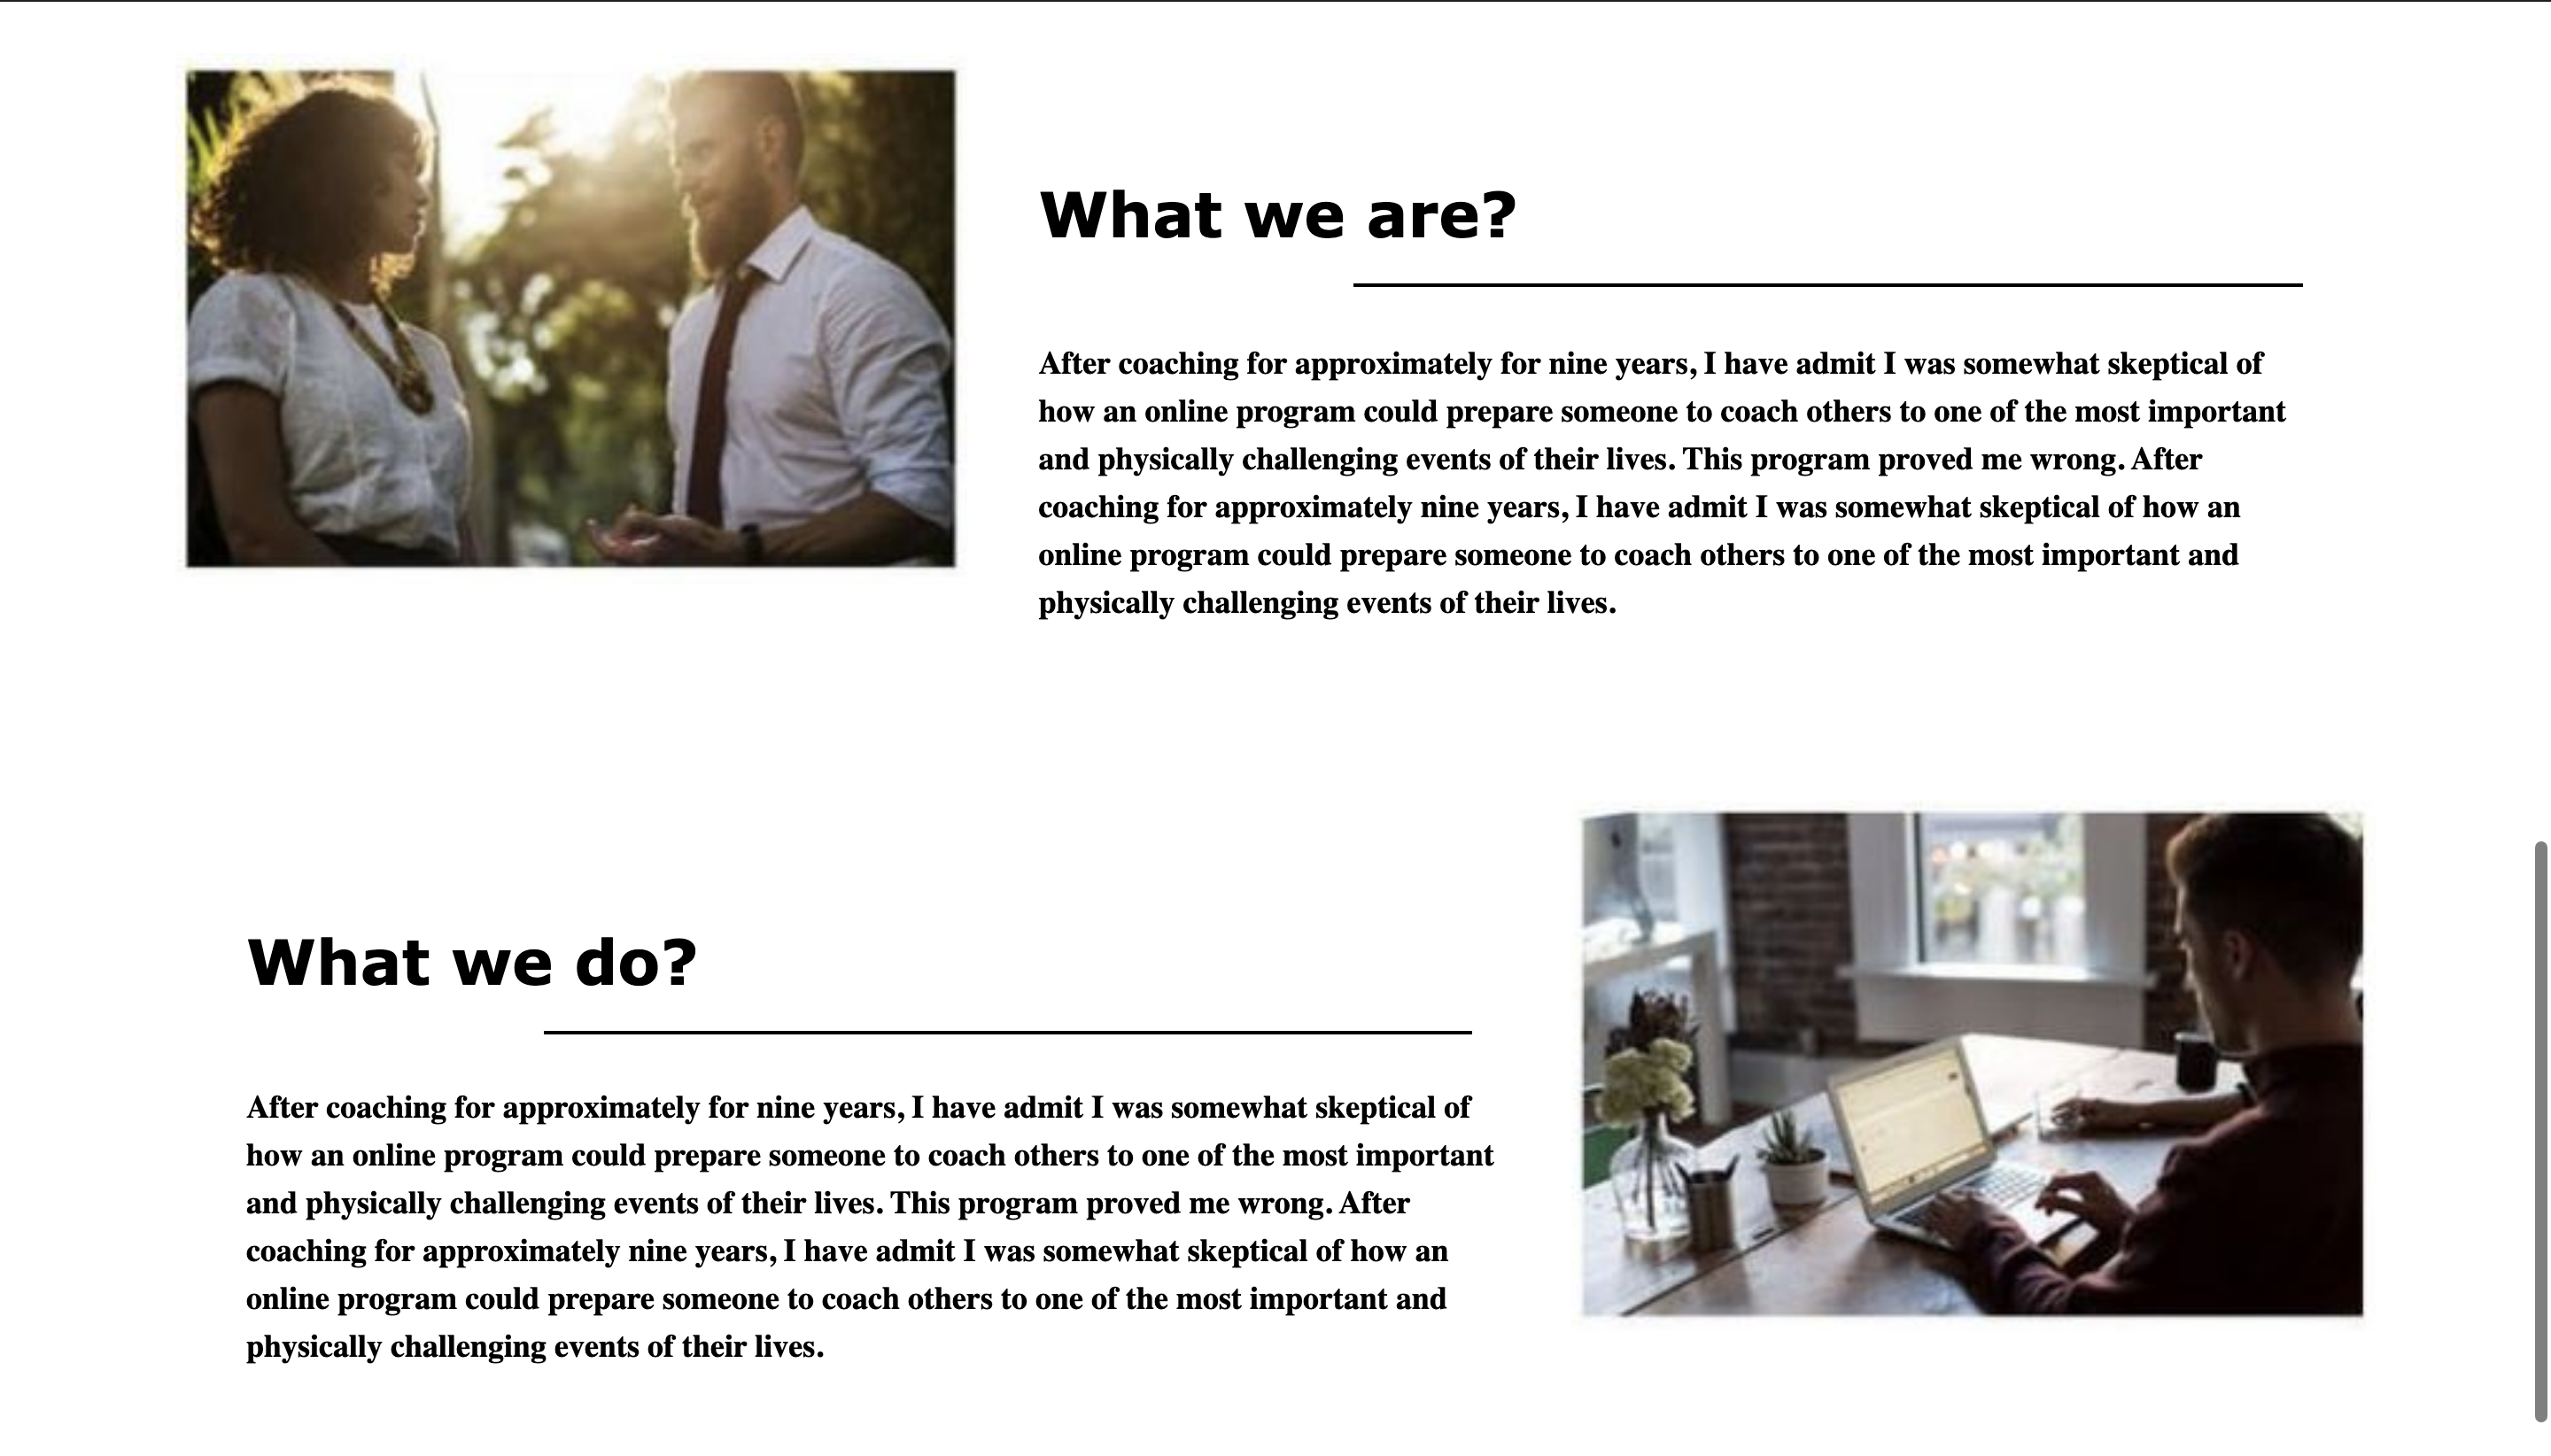 What we are?
After coaching for approximately for nine years, I have admit I was somewhat skeptical of
how an online program could prepare someone to coach others to one of the most important
and physically challenging events of their lives. This program proved me wrong. After
coaching for approximately nine years, I have admit I was somewhat skeptical of how an
online program could prepare someone to coach others to one of the most important and
physically challenging events of their lives.
What we do?
After coaching for approximately for nine years, I have admit I was somewhat skeptical of
how an online program could prepare someone to coach others to one of the most important
and physically challenging events of their lives. This program proved me wrong. After
coaching for approximately nine years, I have admit I was somewhat skeptical of how an
online program could prepare someone to coach others to one of the most important and
physically challenging events of their lives.